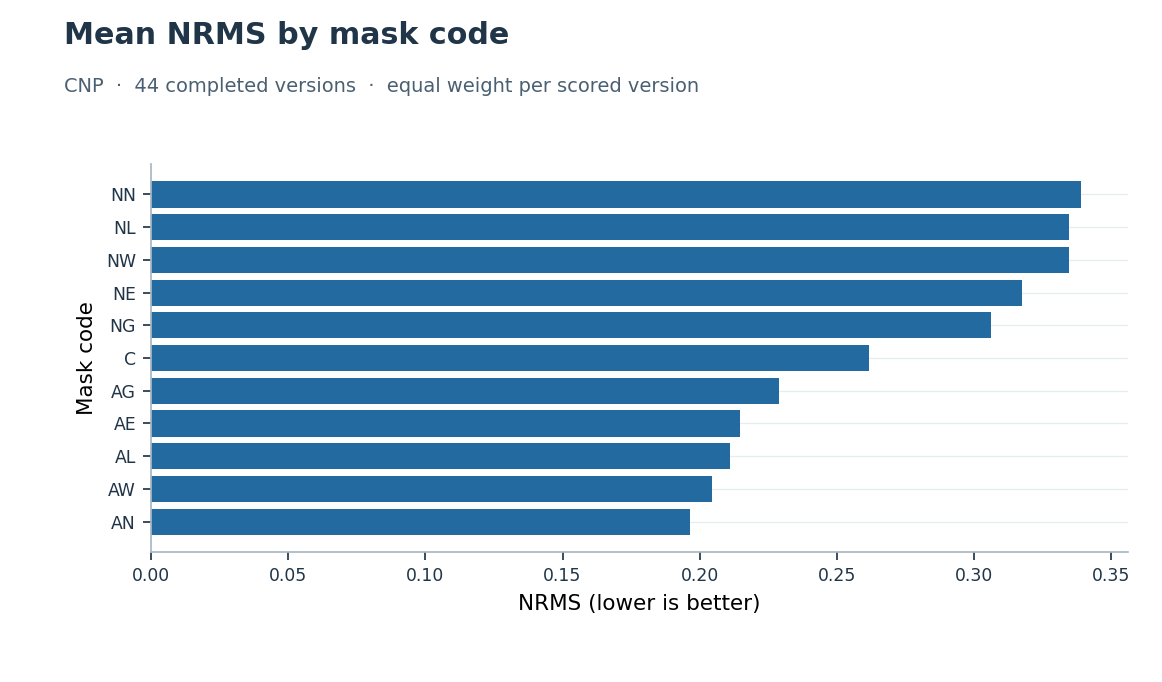 Mean NRMS by mask code
CNP · 44 completed versions · equal weight per scored version
Mask code
NN
NL
NW
NE
NG
C
AG
AE
AL
AW
AN
0.00 0.05 0.10 0.15 0.20 0.25 0.30 0.35
NRMS (lower is better)